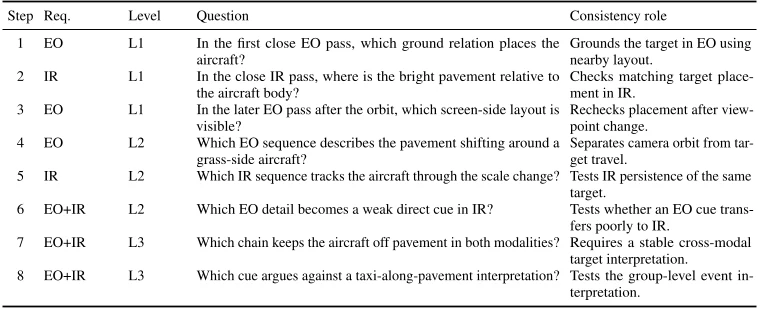 Step Req. Level Question Consistency role
1 EO L1 In the first close EO pass, which ground relation places the Grounds the target in EO using
aircraft? nearby layout.
2 IR L1 In the close IR pass, where is the bright pavement relative to Checks matching target place-
the aircraft body? ment in IR.
3 EO L1 In the later EO pass after the orbit, which screen-side layout is Rechecks placement after view-
visible? point change.
4 EO L2 Which EO sequence describes the pavement shifting around a Separates camera orbit from tar-
grass-side aircraft? get travel.
5 IR L2 Which IR sequence tracks the aircraft through the scale change? Tests IR persistence of the same
target.
6 EO+IR L2 Which EO detail becomes a weak direct cue in IR? Tests whether an EO cue trans-
fers poorly to IR.
7 EO+IR L3 Which chain keeps the aircraft off pavement in both modalities? Requires a stable cross-modal
target interpretation.
8 EO+IR L3 Which cue argues against a taxi-along-pavement interpretation? Tests the group-level event in-
terpretation.